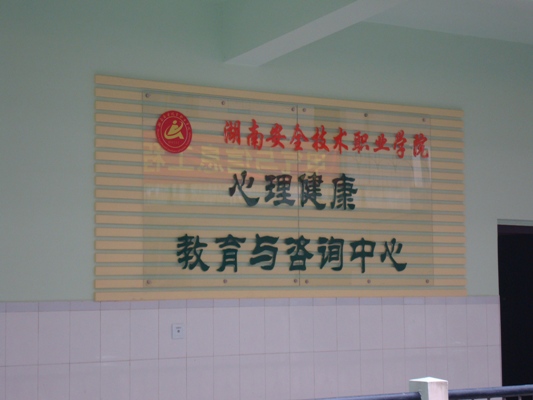 湖南安全技术职业学院
心理健康
教育与咨询中心